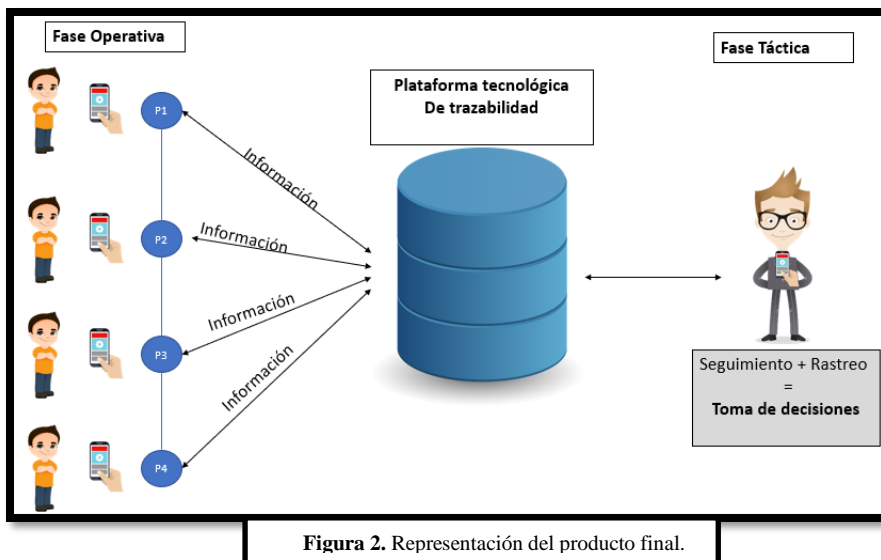 Fase Operativa
Fase Táctica
Plataforma tecnológica
De trazabilidad
P1
Información
P2
Información
P3
Información
P4
Información
Seguimiento + Rastreo
=
Toma de decisiones
Figura 2. Representación del producto final.